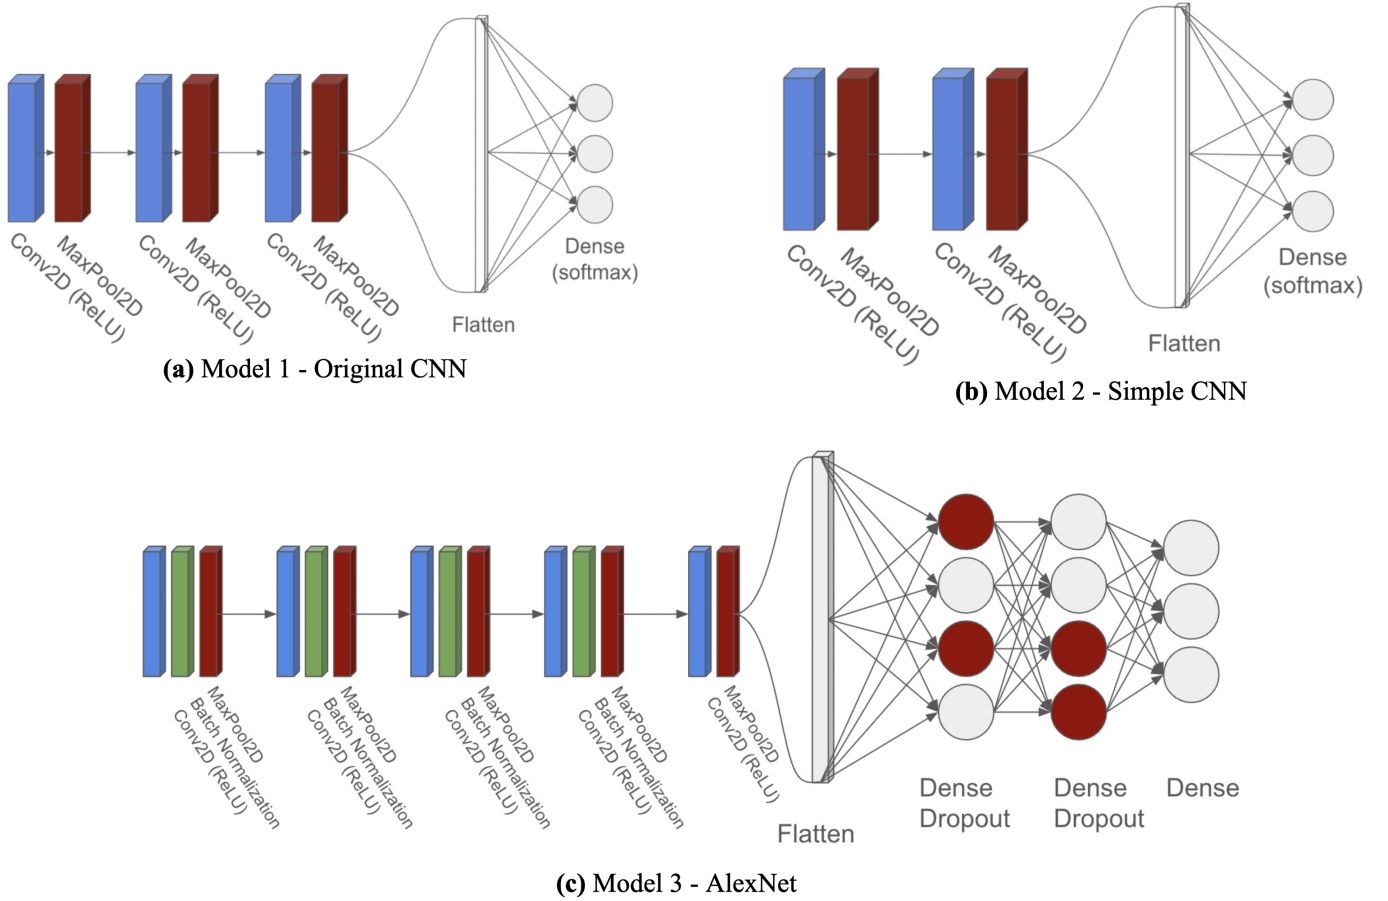 Conv2D (ReLU)
MaxPool2D
Conv2D (ReLU)
MaxPool2D
Conv2D (ReLU)
MaxPool2D
Flatten
Dense
(softmax)
(a) Model 1 - Original CNN
Conv2D (ReLU)
MaxPool2D
Conv2D (ReLU)
MaxPool2D
Flatten
Dense
(softmax)
(b) Model 2 - Simple CNN
Conv2D (ReLU)
Batch Normalization
MaxPool2D
Conv2D (ReLU)
Batch Normalization
MaxPool2D
Conv2D (ReLU)
Batch Normalization
MaxPool2D
Conv2D (ReLU)
Batch Normalization
MaxPool2D
Conv2D (ReLU)
MaxPool2D
Flatten
Dense
Dropout
Dense
Dropout
Dense
(c) Model 3 - AlexNet